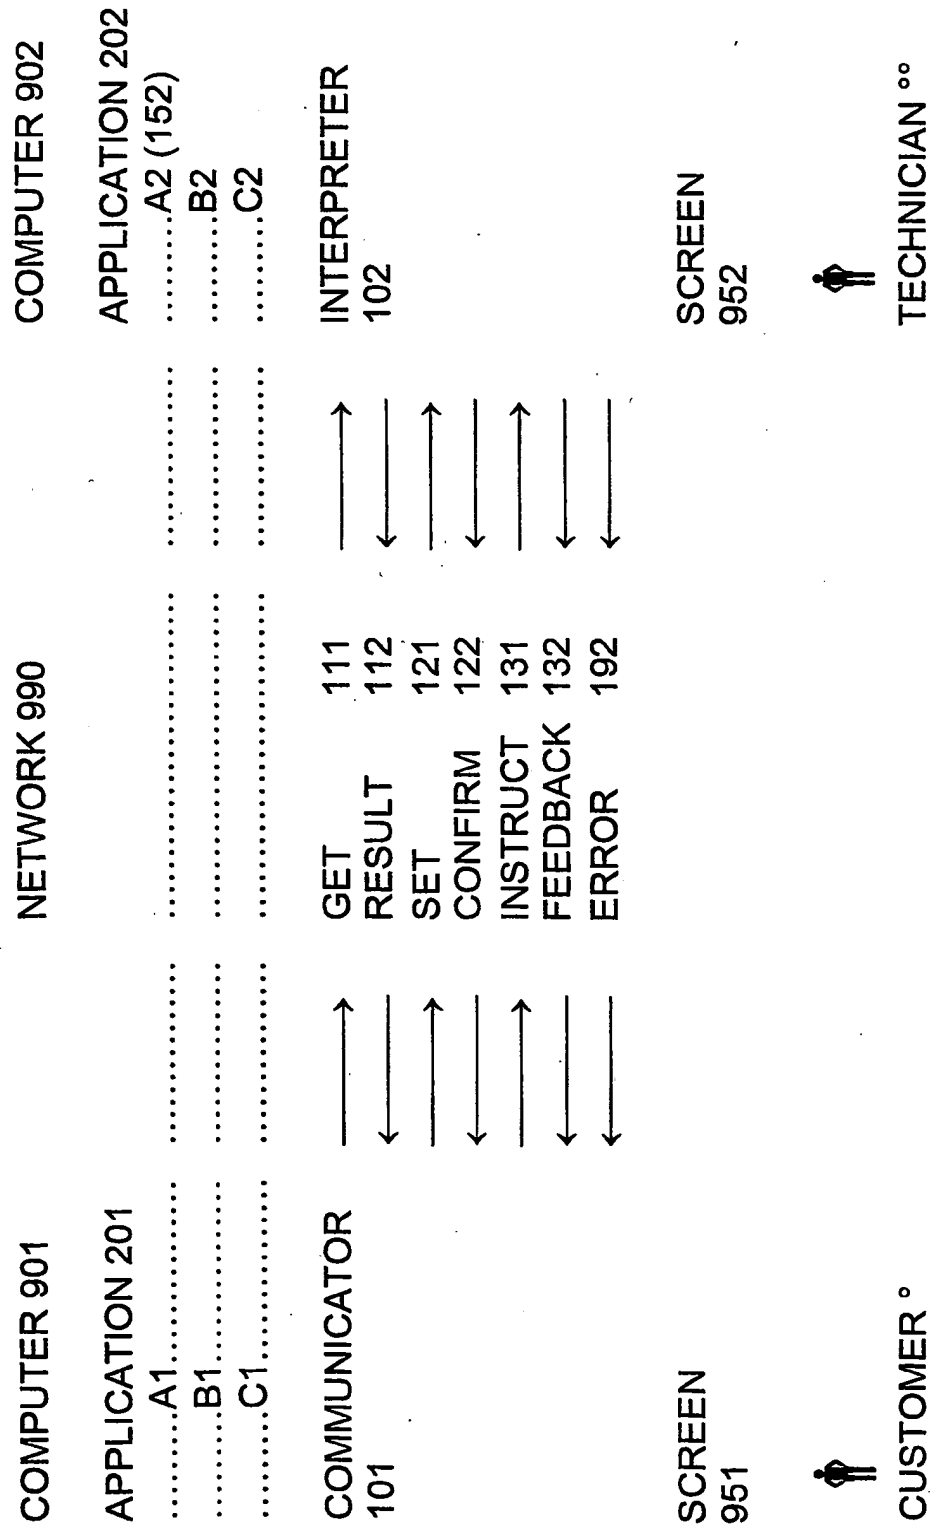 COMPUTER 901 NETWORK 990 COMPUTER 902
APPLICATION 201 APPLICATION 202
..........A1.................... .................... .................................... .................... ..........A2 (152)
..........B1.................... .................... .................................... .................... ..........B2
..........C1.................... .................... .................................... .................... ..........C2
COMMUNICATOR GET 111 INTERPRETER
101 RESULT 112 102
SET 121
CONFIRM 122
INSTRUCT 131
FEEDBACK 132
ERROR 192
SCREEN SCREEN
951 952
CUSTOMER ° TECHNICIAN °°